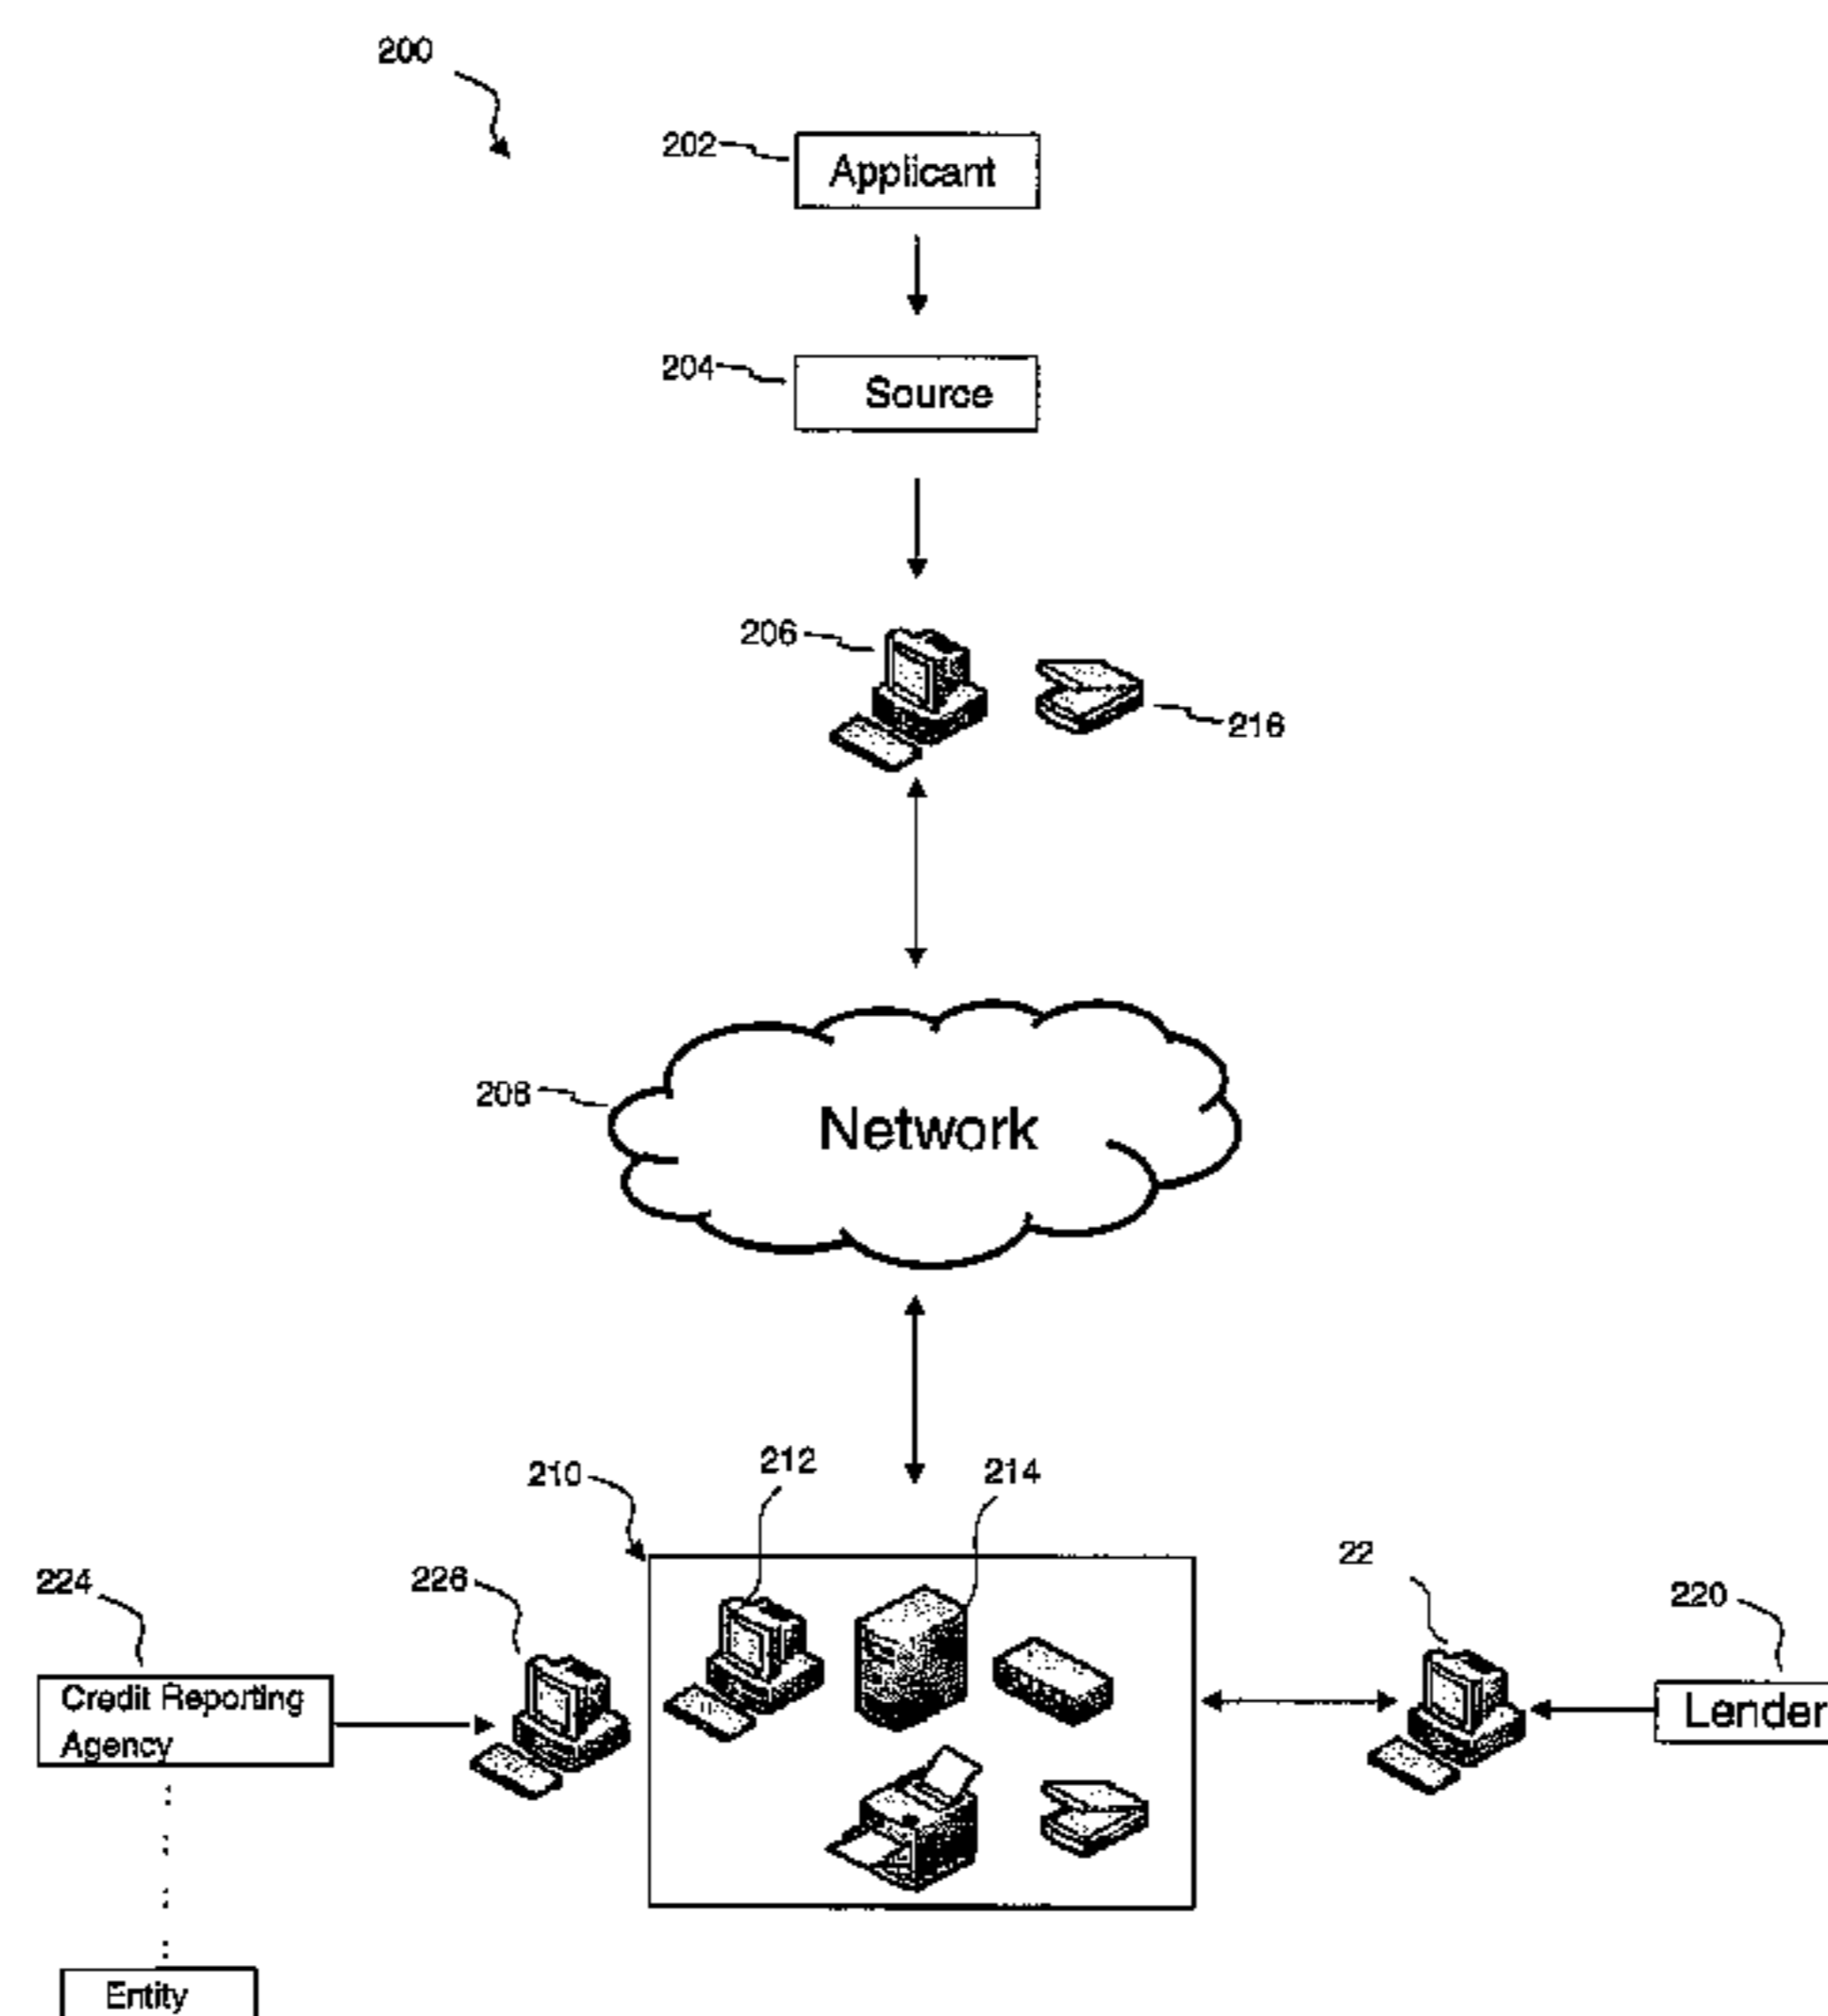 200
202
Applicant
204
Source
206
216
208
Network
210
212
214
224
226
22
220
Credit Reporting
Agency
Lender
Entity